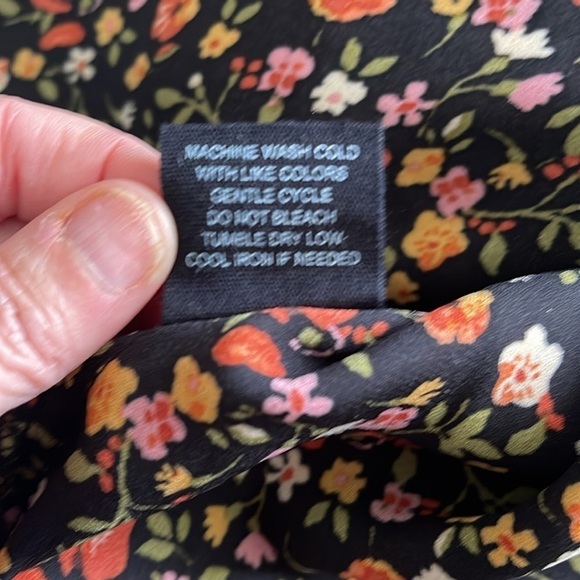 MACHINE WASH COLD
WITH LIKE COLORS
GENTLE CYCLE
DO NOT BLEACH
TUMBLE DRY LOW
COOL IRON IF NEEDED